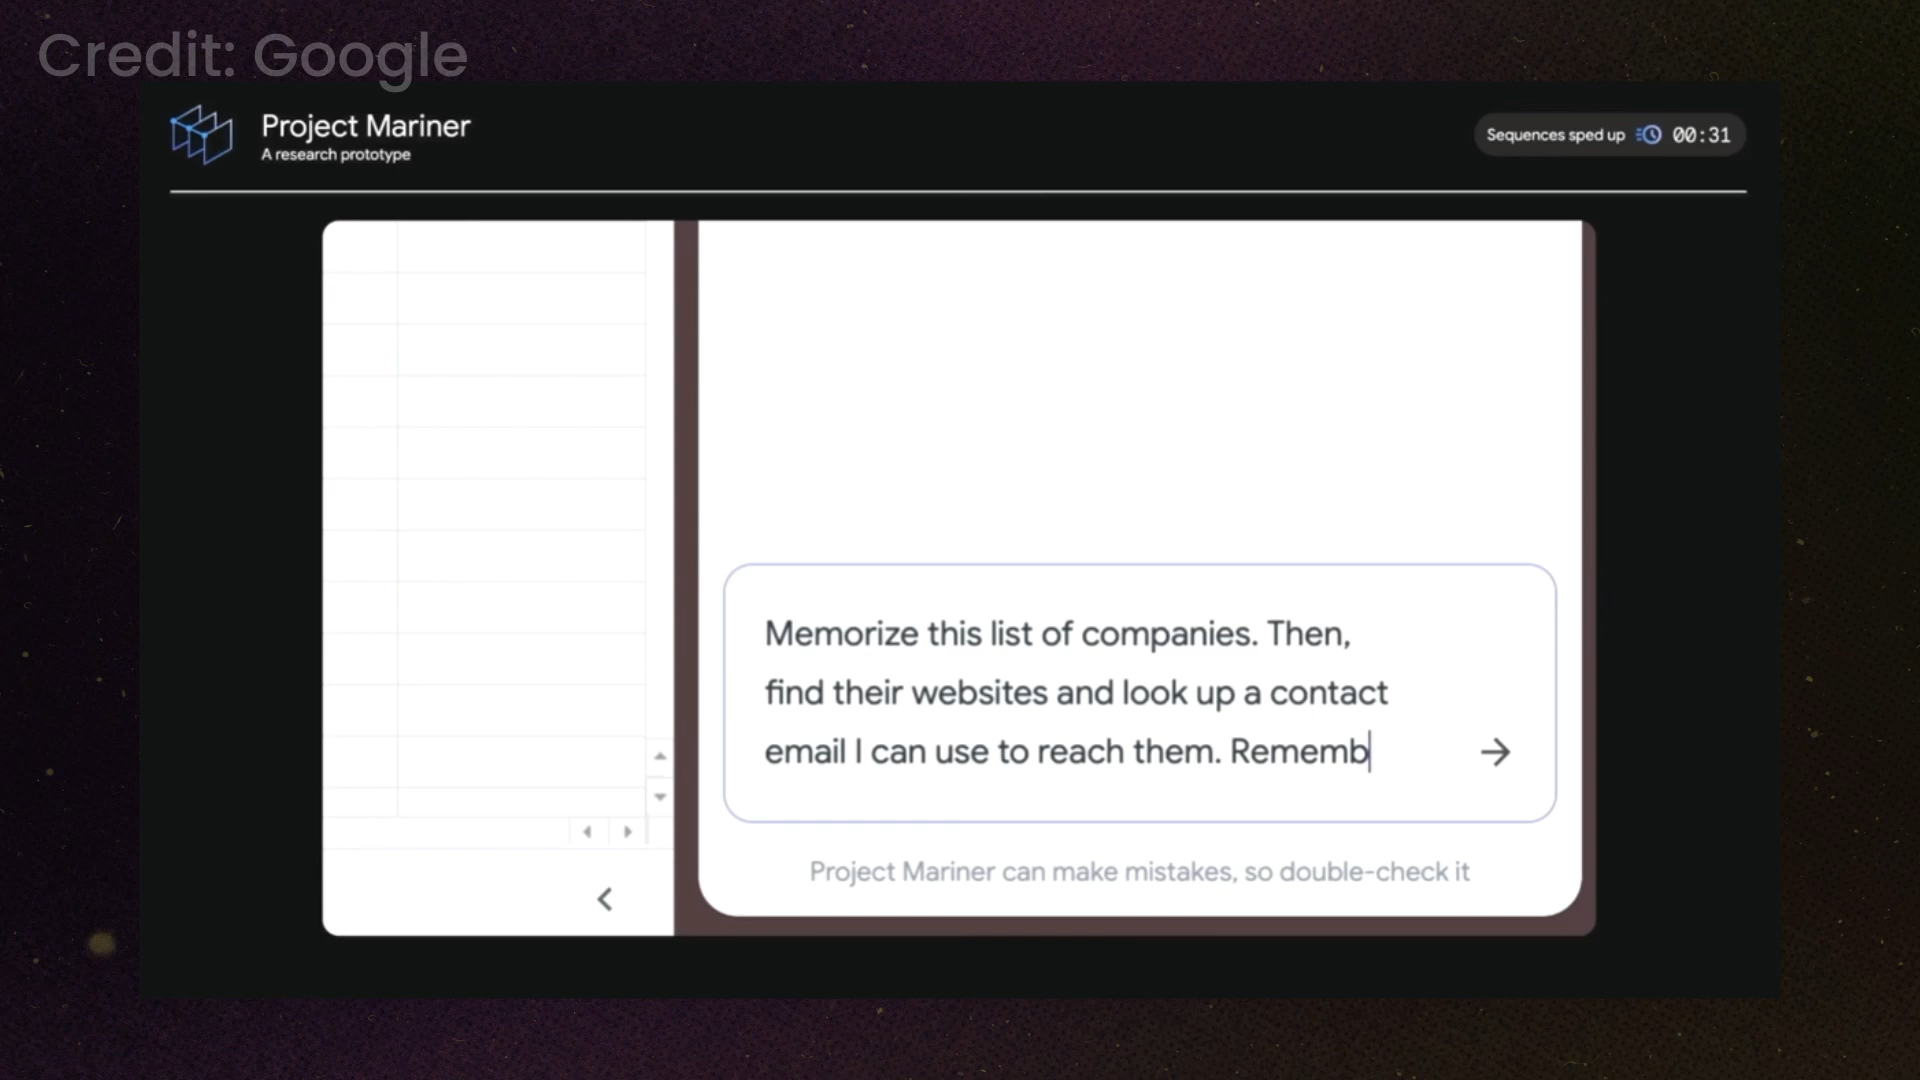 Credit: Google
Project Mariner
A research prototype
Sequences sped up 00:31
Memorize this list of companies. Then,
find their websites and look up a contact
email I can use to reach them. Rememb
Project Mariner can make mistakes, so double-check it